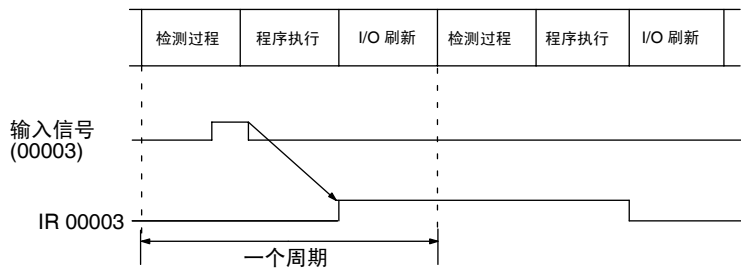 检测过程 程序执行 I/O 刷新 检测过程 程序执行 I/O 刷新
输入信号
(00003)
IR 00003
一个周期